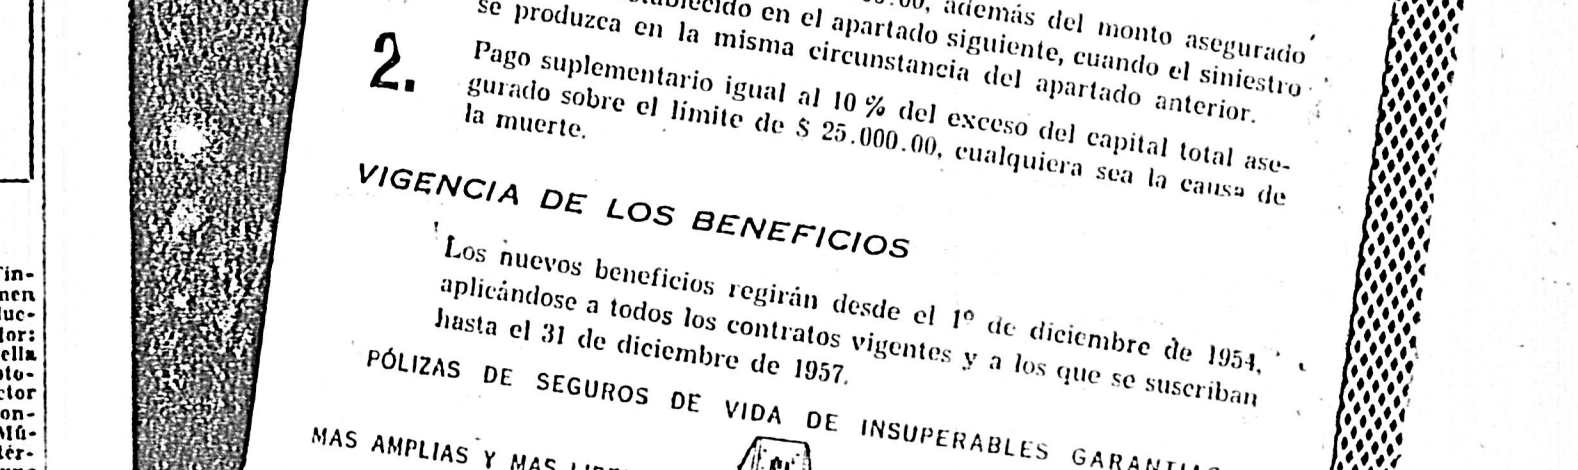 además del monto asegurado
en el apartado siguiente, cuando el siniestro
se produzca en la misma circunstancia del apartado anterior.
2.
Pago suplementario igual al 10 % del exceso del capital total ase-
gurado sobre el límite de $ 25.000.00, cualquiera sea la causa de
la muerte.
VIGENCIA DE LOS BENEFICIOS
Los nuevos beneficios regirán desde el 1º de diciembre de 1954,
aplicándose a todos los contratos vigentes y a los que se suscriban
hasta el 31 de diciembre de 1957.
PÓLIZAS DE SEGUROS DE VIDA DE INSUPERABLES
MAS AMPLIAS Y MAS